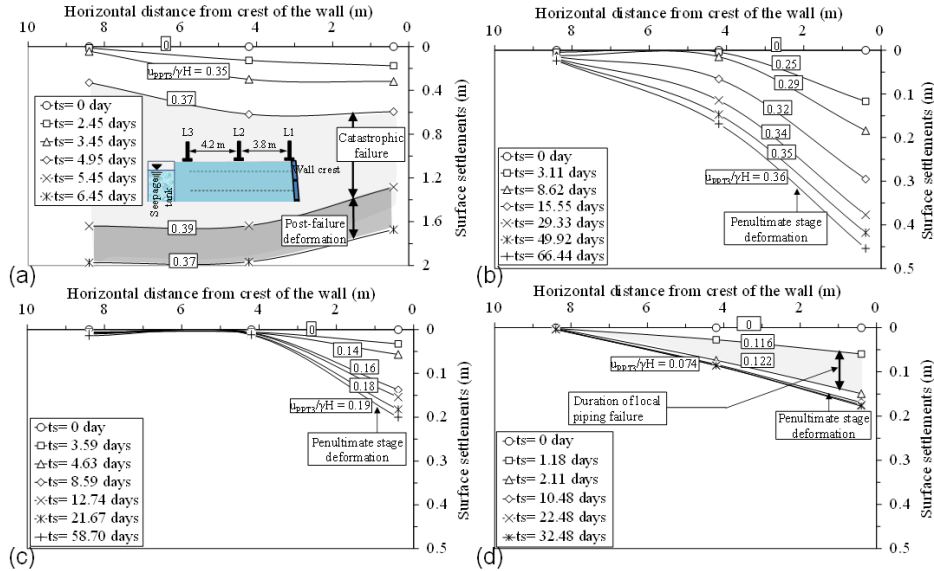 Horizontal distance from crest of the wall (m)
10 8 6 4 2 0
0
u_PPT3/γH = 0.35
0.37
0.39
0.37
ts= 0 day
ts= 2.45 days
ts= 3.45 days
ts= 4.95 days
ts= 5.45 days
ts= 6.45 days
L3 L2 L1
4.2 m 3.8 m
Wall crest
Seepage
tank
Catastrophic
failure
Post-failure
deformation
0
0.4
0.8
1.2
1.6
2
Surface settlements (m)
(a)
Horizontal distance from crest of the wall (m)
10 8 6 4 2 0
0
0.25
0.29
0.32
0.34
0.35
u_PPT3/γH = 0.36
ts= 0 day
ts= 3.11 days
ts= 8.62 days
ts= 15.55 days
ts= 29.33 days
ts= 49.92 days
ts= 66.44 days
Penultimate stage
deformation
0
0.1
0.2
0.3
0.4
0.5
Surface settlements (m)
(b)
Horizontal distance from crest of the wall (m)
10 8 6 4 2 0
0
0.14
0.16
0.18
u_PPT3/γH = 0.19
Penultimate stage
deformation
ts= 0 day
ts= 3.59 days
ts= 4.63 days
ts= 8.59 days
ts= 12.74 days
ts= 21.67 days
ts= 58.70 days
0
0.1
0.2
0.3
0.4
0.5
Surface settlements (m)
(c)
Horizontal distance from crest of the wall (m)
10 8 6 4 2 0
0
0.116
0.122
u_PPT3/γH = 0.074
Duration of local
piping failure
Penultimate stage
deformation
ts= 0 day
ts= 1.18 days
ts= 2.11 days
ts= 10.48 days
ts= 22.48 days
ts= 32.48 days
0
0.1
0.2
0.3
0.4
0.5
Surface settlements (m)
(d)